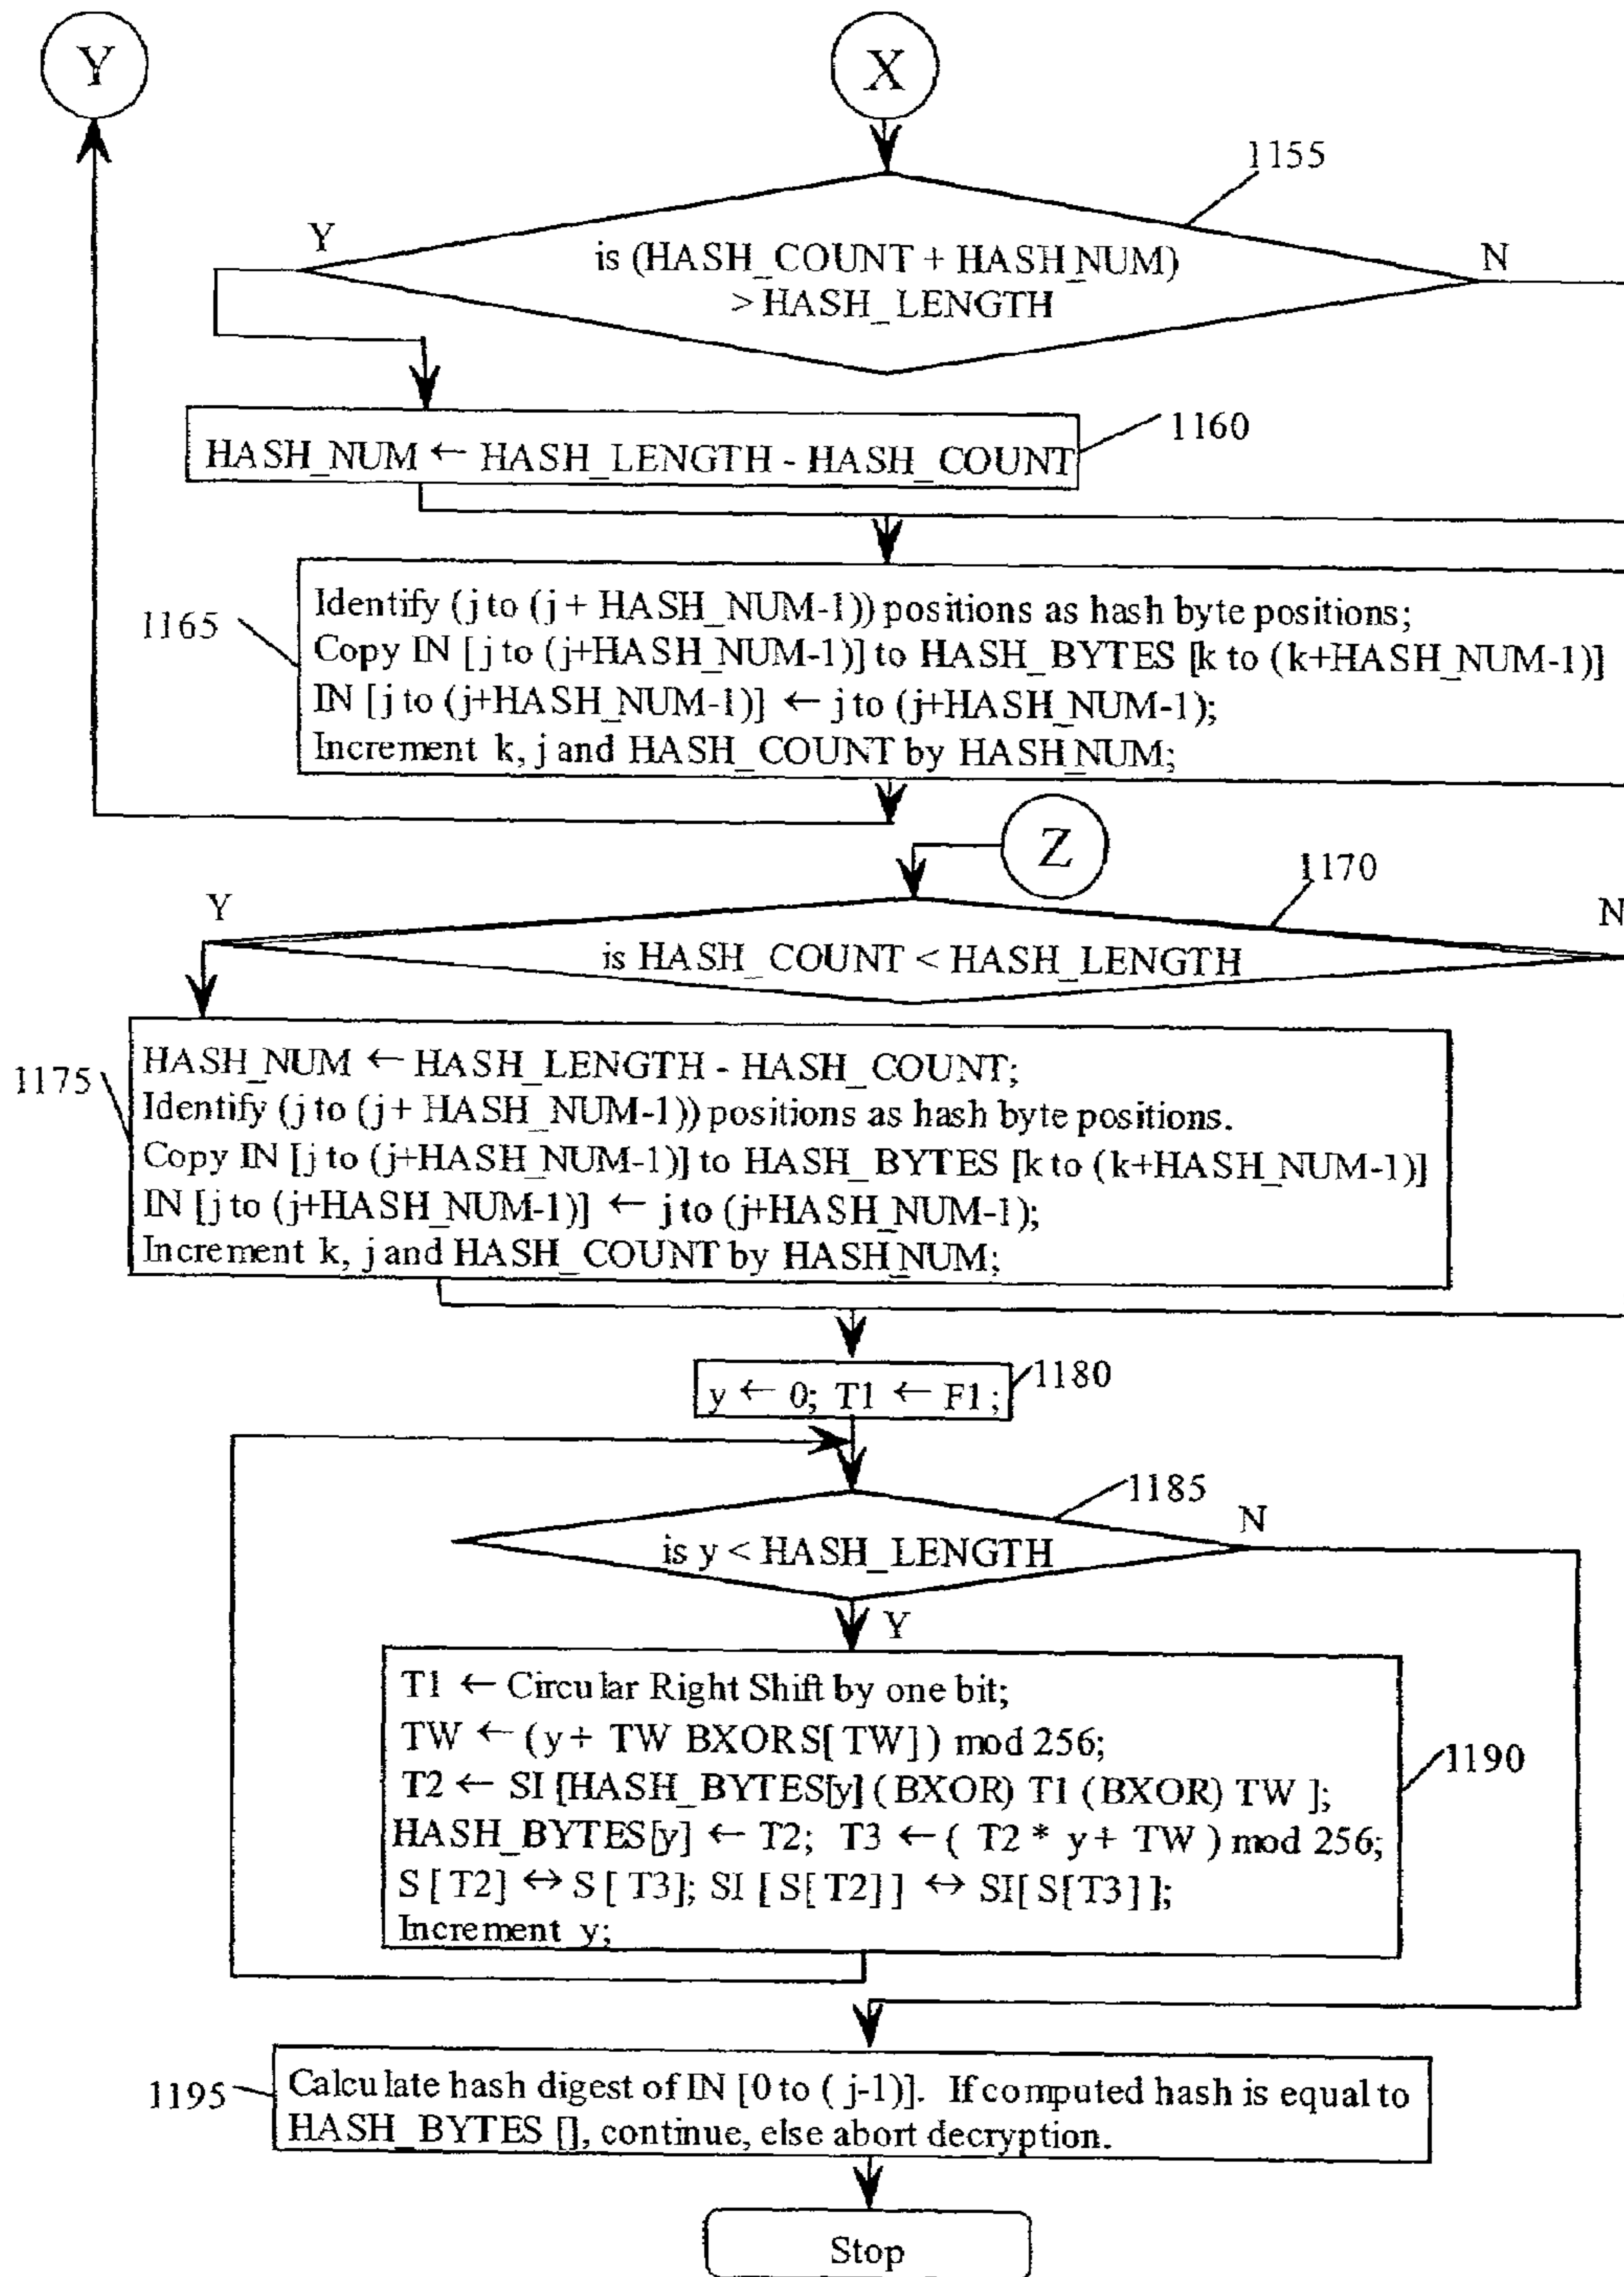 Y
X
1155
Y
N
is (HASH_COUNT + HASH_NUM)
> HASH_LENGTH
1160
HASH_NUM ← HASH_LENGTH - HASH_COUNT
1165
Identify (j to (j + HASH_NUM-1)) positions as hash byte positions;
Copy IN [j to (j+HASH_NUM-1)] to HASH_BYTES [k to (k+HASH_NUM-1)]
IN [j to (j+HASH_NUM-1)] ← j to (j+HASH_NUM-1);
Increment k, j and HASH_COUNT by HASH_NUM;
Z
1170
Y
N
is HASH_COUNT < HASH_LENGTH
1175
HASH_NUM ← HASH_LENGTH - HASH_COUNT;
Identify (j to (j + HASH_NUM-1)) positions as hash byte positions.
Copy IN [j to (j+HASH_NUM-1)] to HASH_BYTES [k to (k+HASH_NUM-1)]
IN [j to (j+HASH_NUM-1)] ← j to (j+HASH_NUM-1);
Increment k, j and HASH_COUNT by HASH_NUM;
1180
y ← 0; T1 ← F1;
1185
N
is y < HASH_LENGTH
Y
T1 ← Circular Right Shift by one bit;
TW ← (y + TW BXORS[TW]) mod 256;
1190
T2 ← SI [HASH_BYTES[y] (BXOR) T1 (BXOR) TW ];
HASH_BYTES[y] ← T2; T3 ← ( T2 * y + TW ) mod 256;
S [T2] ↔ S [T3]; SI [S[T2]] ↔ SI[S[T3]];
Increment y;
1195
Calculate hash digest of IN [0 to ( j-1)]. If computed hash is equal to
HASH_BYTES [], continue, else abort decryption.
Stop